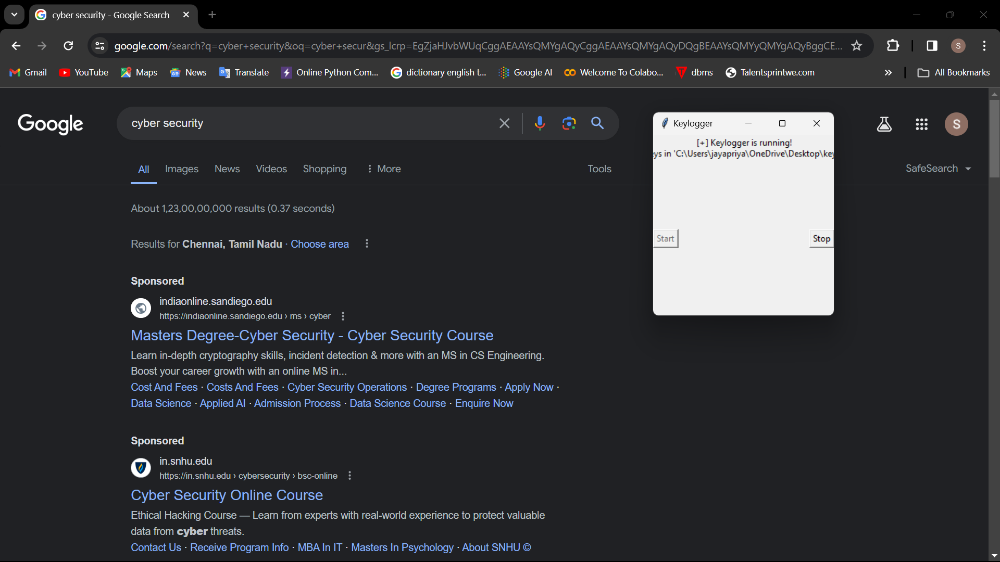 cyber security - Google Search
google.com/search?q=cyber+security&oq=cyber+secur&gs_lcrp=EgZjaHJvbWUqCggAEAAYsQMYgAQyCggAEAAYsQMYgAQyDQgBEAAYsQMYyQMYgAQyBggCE...
S
Gmail YouTube Maps News Translate Online Python Com... dictionary english t... Google AI Welcome To Colabo... dbms Talentsprintwe.com » All Bookmarks
Google
cyber security
S
All Images News Videos Shopping More Tools SafeSearch
About 1,23,00,00,000 results (0.37 seconds)
Results for Chennai, Tamil Nadu · Choose area
Sponsored
indiaonline.sandiego.edu
https://indiaonline.sandiego.edu › ms › cyber
Masters Degree-Cyber Security - Cyber Security Course
Learn in-depth cryptography skills, incident detection & more with an MS in CS Engineering.
Boost your career growth with an online MS in...
Cost And Fees · Costs And Fees · Cyber Security Operations · Degree Programs · Apply Now ·
Data Science · Applied AI · Admission Process · Data Science Course · Enquire Now
Sponsored
in.snhu.edu
https://in.snhu.edu › cybersecurity › bsc-online
Cyber Security Online Course
Ethical Hacking Course — Learn from experts with real-world experience to protect valuable
data from cyber threats.
Contact Us · Receive Program Info · MBA In IT · Masters In Psychology · About SNHU ©
Keylogger
[+] Keylogger is running!
ys in 'C:\Users\jayapriya\OneDrive\Desktop\key
Start Stop